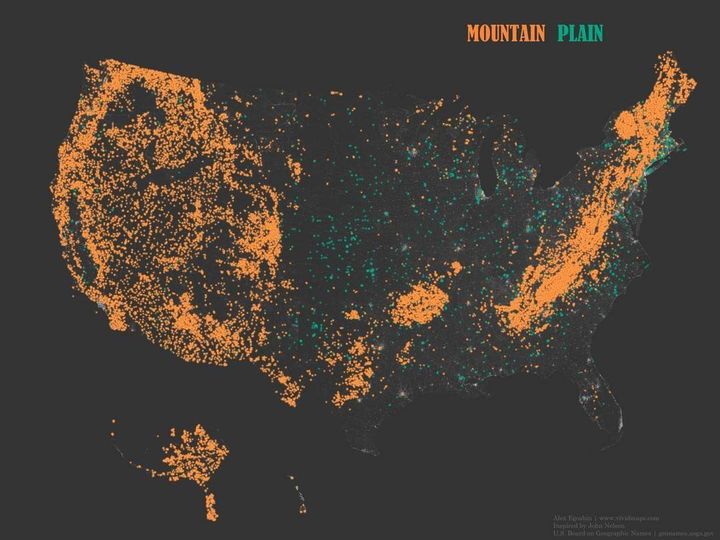 MOUNTAIN PLAIN
Alex Egoshin | www.vividmaps.com
Inspired by John Nelson
U.S. Board on Geographic Names | geonames.usgs.gov